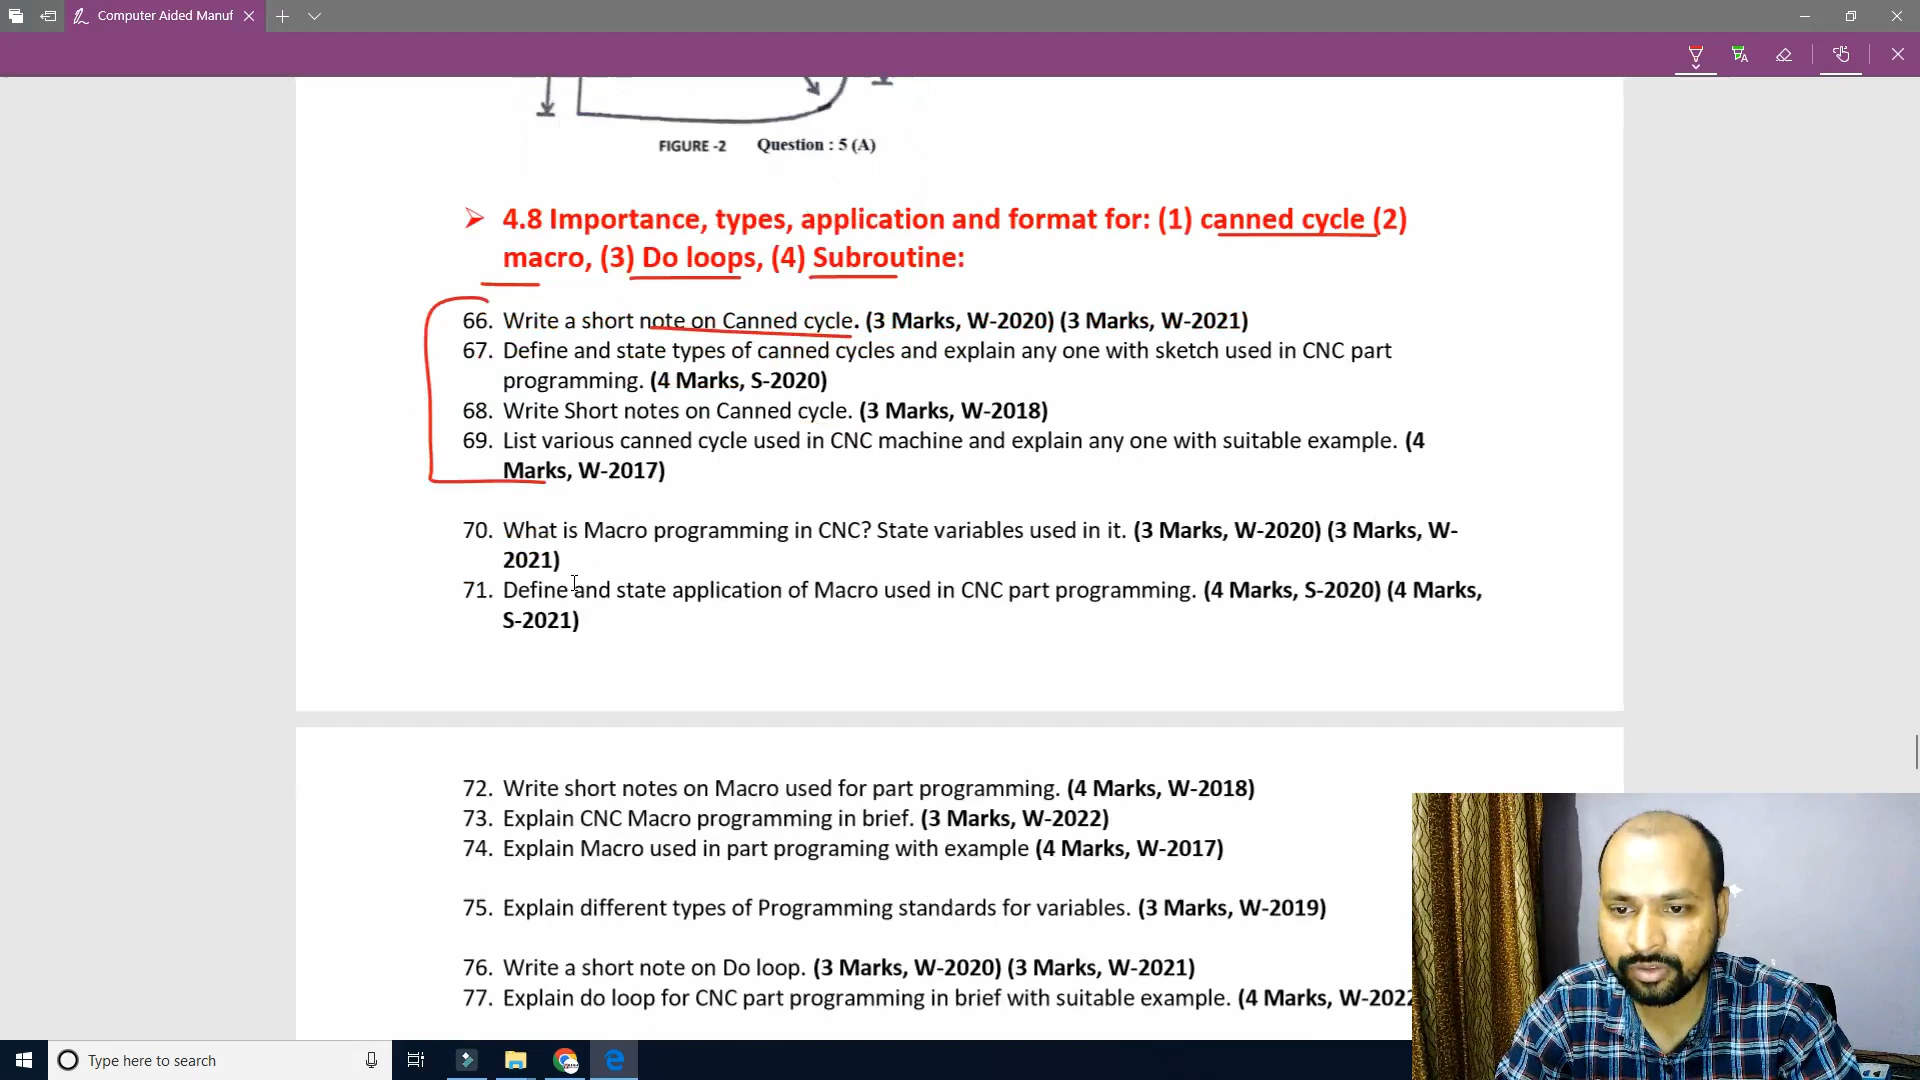 Computer Aided Manuf
FIGURE -2 Question : 5 (A)
➤ 4.8 Importance, types, application and format for: (1) canned cycle (2)
macro, (3) Do loops, (4) Subroutine:
66. Write a short note on Canned cycle. (3 Marks, W-2020) (3 Marks, W-2021)
67. Define and state types of canned cycles and explain any one with sketch used in CNC part
programming. (4 Marks, S-2020)
68. Write Short notes on Canned cycle. (3 Marks, W-2018)
69. List various canned cycle used in CNC machine and explain any one with suitable example. (4
Marks, W-2017)
70. What is Macro programming in CNC? State variables used in it. (3 Marks, W-2020) (3 Marks, W-
2021)
71. Define and state application of Macro used in CNC part programming. (4 Marks, S-2020) (4 Marks,
S-2021)
72. Write short notes on Macro used for part programming. (4 Marks, W-2018)
73. Explain CNC Macro programming in brief. (3 Marks, W-2022)
74. Explain Macro used in part programing with example (4 Marks, W-2017)
75. Explain different types of Programming standards for variables. (3 Marks, W-2019)
76. Write a short note on Do loop. (3 Marks, W-2020) (3 Marks, W-2021)
77. Explain do loop for CNC part programming in brief with suitable example. (4 Marks, W-2022
Type here to search